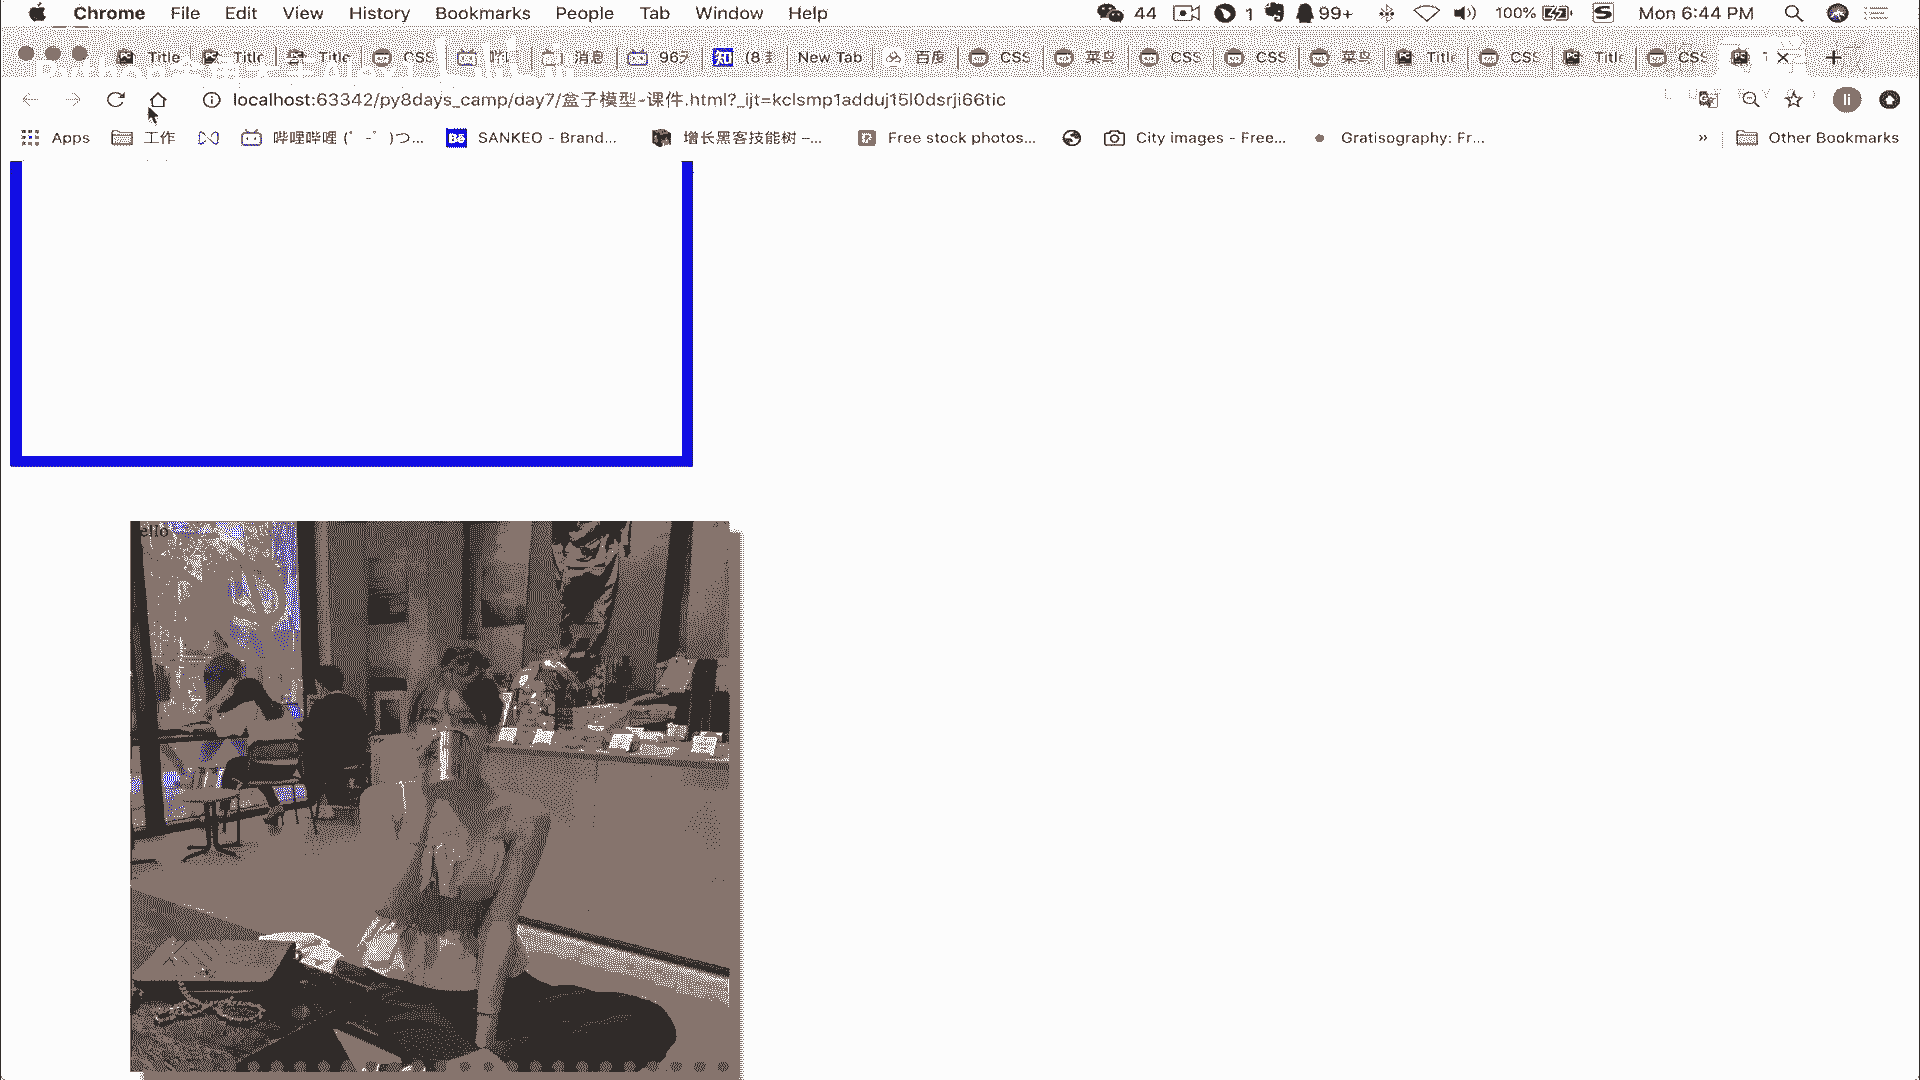 Chrome File Edit View History Bookmarks People Tab Window Help 44 1 99+ 100% Mon 6:44 PM
Title Title Title CSS 消息 知 (8 New Tab 百度 CSS 菜鸟 CSS CSS 菜鸟 Title CSS Title CSS
localhost:63342/py8days_camp/day7/盒子模型-课件.html?_ijt=kclsmp1adduj15l0dsrji66tic li
Apps 工作 哔哩哔哩 (゜-゜)つ... Bē SANKEO - Brand... 增长黑客技能树 –... Free stock photos... City images - Free... Gratisography: Fr... » Other Bookmarks
ello